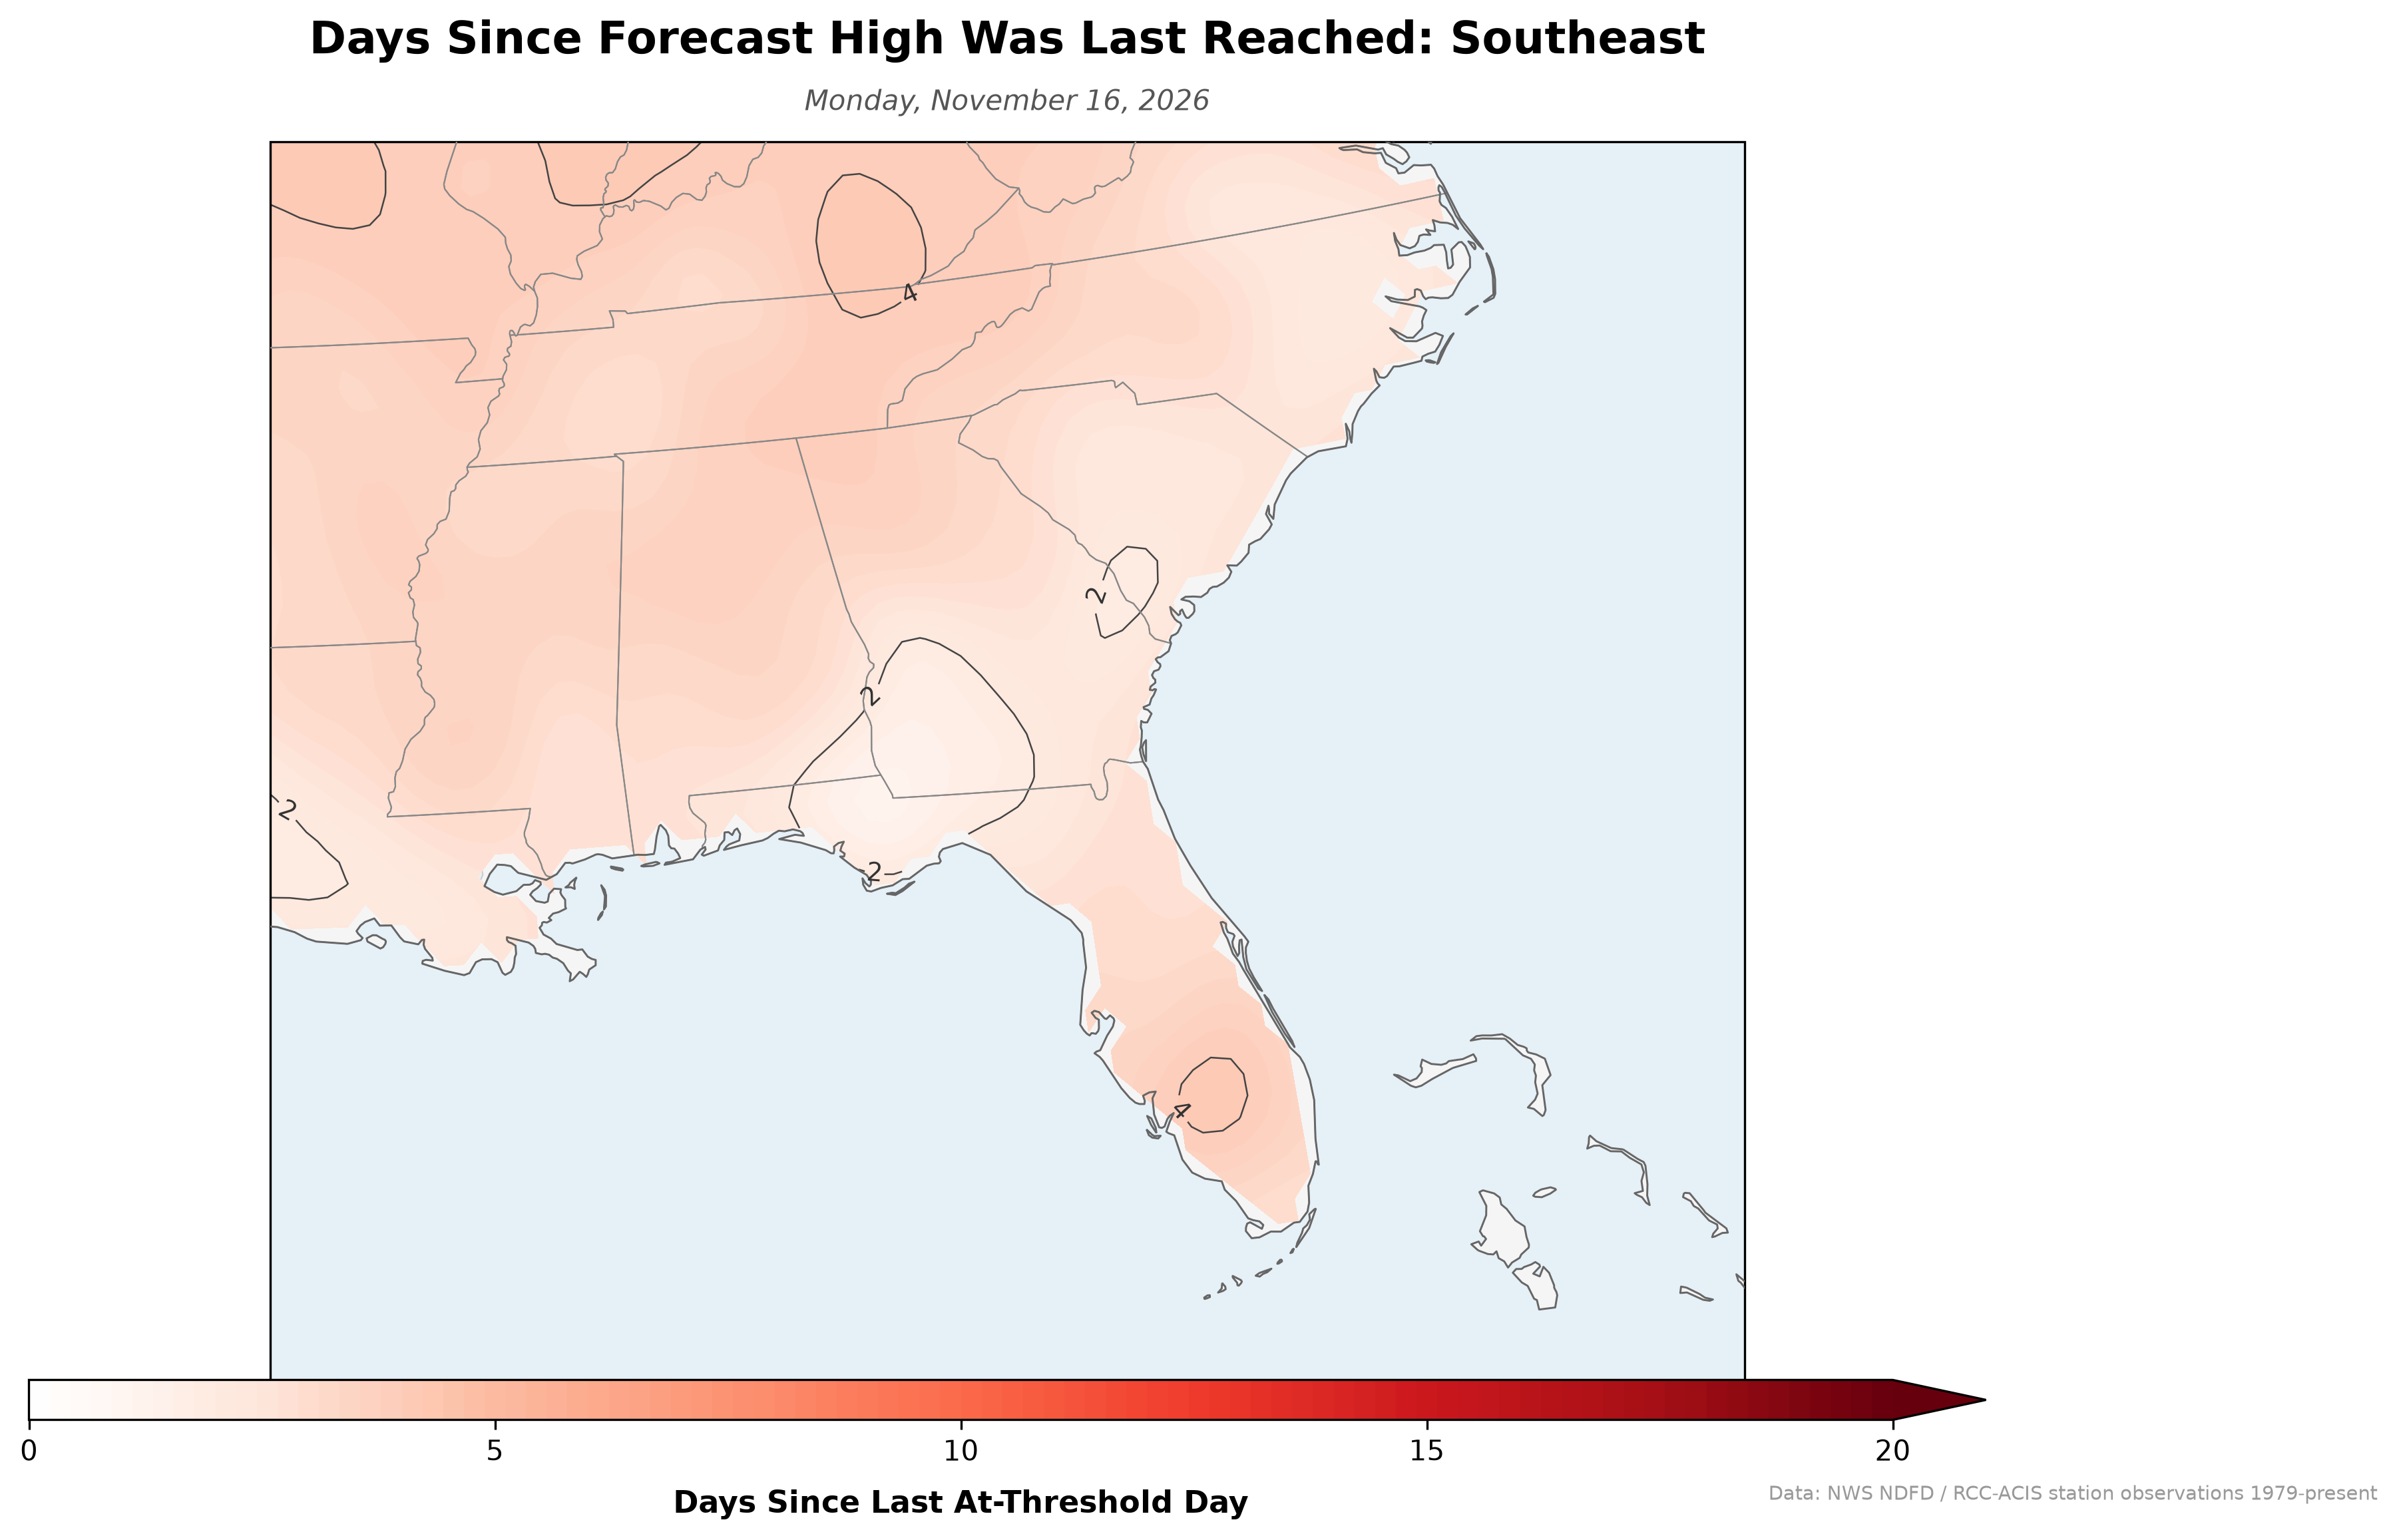 Days Since Forecast High Was Last Reached: Southeast
Monday, November 16, 2026
4
2
2
2
2
4
0 5 10 15 20
Days Since Last At-Threshold Day
Data: NWS NDFD / RCC-ACIS station observations 1979-present